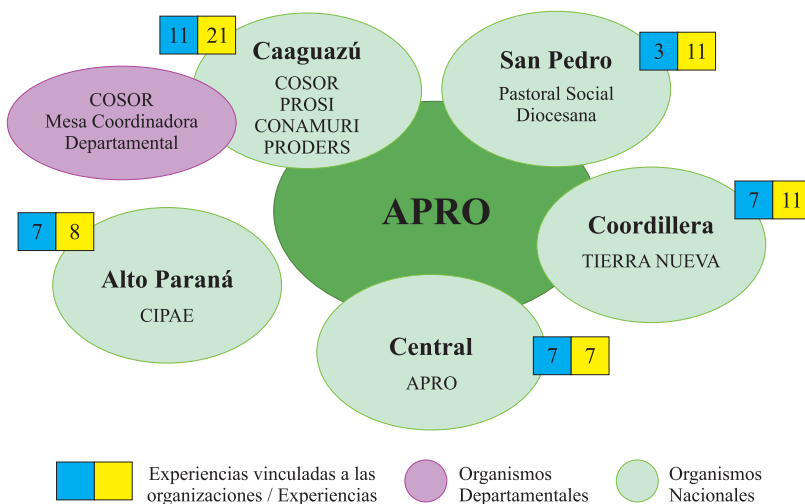 11 21
Caaguazú
COSOR
PROSI
CONAMURI
PRODERS
COSOR
Mesa Coordinadora
Departamental
San Pedro
3 11
Pastoral Social
Diocesana
APRO
7 11
Coordillera
TIERRA NUEVA
7 8
Alto Paraná
CIPAE
Central
APRO
7 7
Experiencias vinculadas a las
organizaciones / Experiencias
Organismos
Departamentales
Organismos
Nacionales